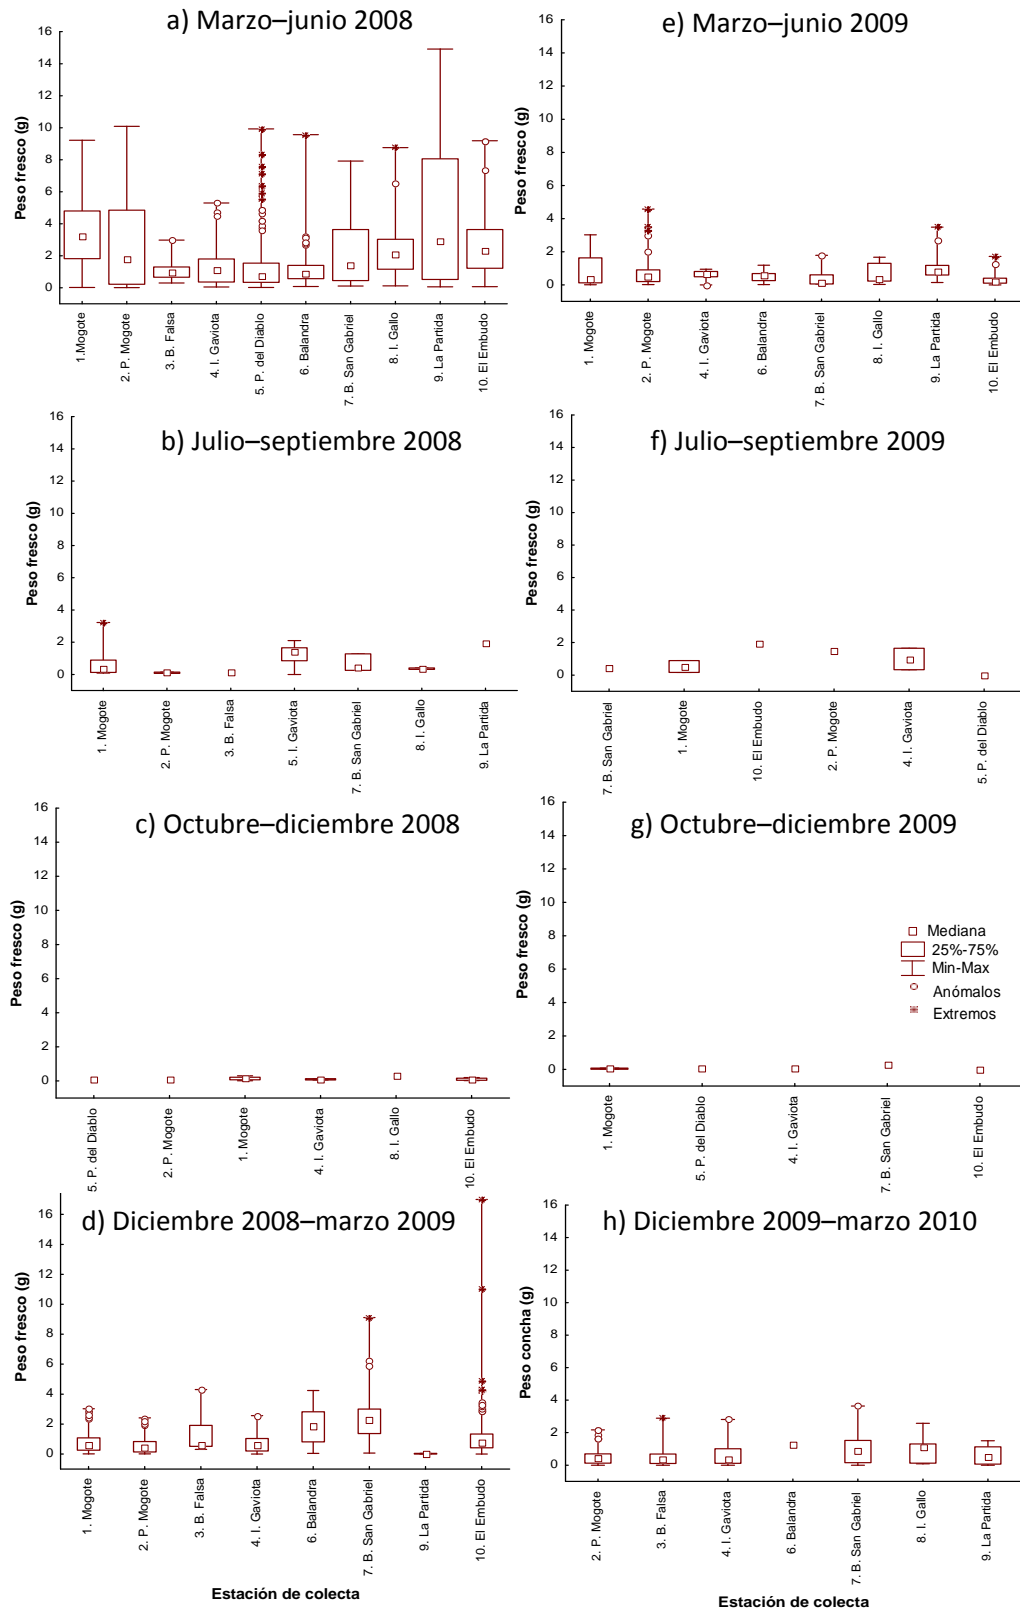 a) Marzo–junio 2008
Peso fresco (g)
16
14
12
10
8
6
4
2
0
1.Mogote
2. P. Mogote
3. B. Falsa
4. I. Gaviota
5. P. del Diablo
6. Balandra
7. B. San Gabriel
8. I. Gallo
9. La Partida
10. El Embudo
e) Marzo–junio 2009
Peso fresco (g)
16
14
12
10
8
6
4
2
0
1. Mogote
2. P. Mogote
4. I. Gaviota
6. Balandra
7. B. San Gabriel
8. I. Gallo
9. La Partida
10. El Embudo
b) Julio–septiembre 2008
Peso fresco (g)
16
14
12
10
8
6
4
2
0
1. Mogote
2. P. Mogote
3. B. Falsa
5. I. Gaviota
7. B. San Gabriel
8. I. Gallo
9. La Partida
f) Julio–septiembre 2009
Peso fresco (g)
16
14
12
10
8
6
4
2
0
7. B. San Gabriel
1. Mogote
10. El Embudo
2. P. Mogote
4. I. Gaviota
5. P. del Diablo
c) Octubre–diciembre 2008
Peso fresco (g)
16
14
12
10
8
6
4
2
0
5. P. del Diablo
2. P. Mogote
1. Mogote
4. I. Gaviota
8. I. Gallo
10. El Embudo
g) Octubre–diciembre 2009
Peso fresco (g)
16
14
12
10
8
6
4
2
0
Mediana
25%-75%
Min-Max
Anómalos
Extremos
1. Mogote
5. P. del Diablo
4. I. Gaviota
7. B. San Gabriel
10. El Embudo
d) Diciembre 2008–marzo 2009
Peso fresco (g)
16
14
12
10
8
6
4
2
0
1. Mogote
2. P. Mogote
3. B. Falsa
4. I. Gaviota
6. Balandra
7. B. San Gabriel
9. La Partida
10. El Embudo
Estación de colecta
h) Diciembre 2009–marzo 2010
Peso concha (g)
16
14
12
10
8
6
4
2
0
2. P. Mogote
3. B. Falsa
4. I. Gaviota
6. Balandra
7. B. San Gabriel
8. I. Gallo
9. La Partida
Estación de colecta